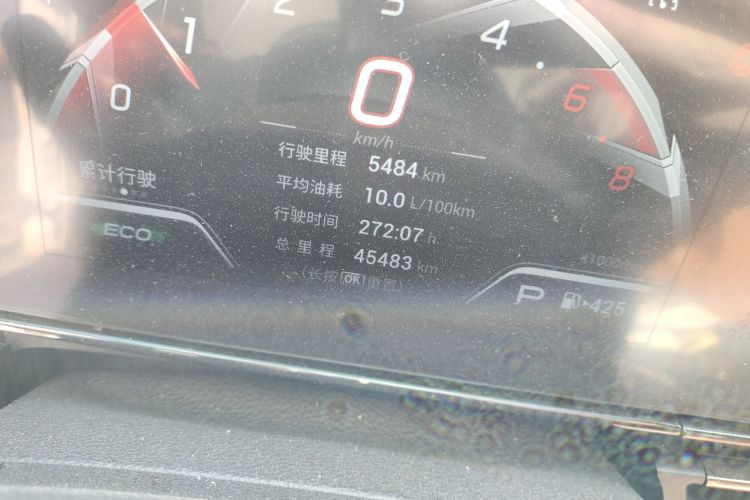 0 1 2 3 4 6 8
0
km/h
行驶里程 5484 km
累计行驶
平均油耗 10.0 L/100km
行驶时间 272:07 h
ECO
总里程 45483 km
(长按OK重置)
P 425